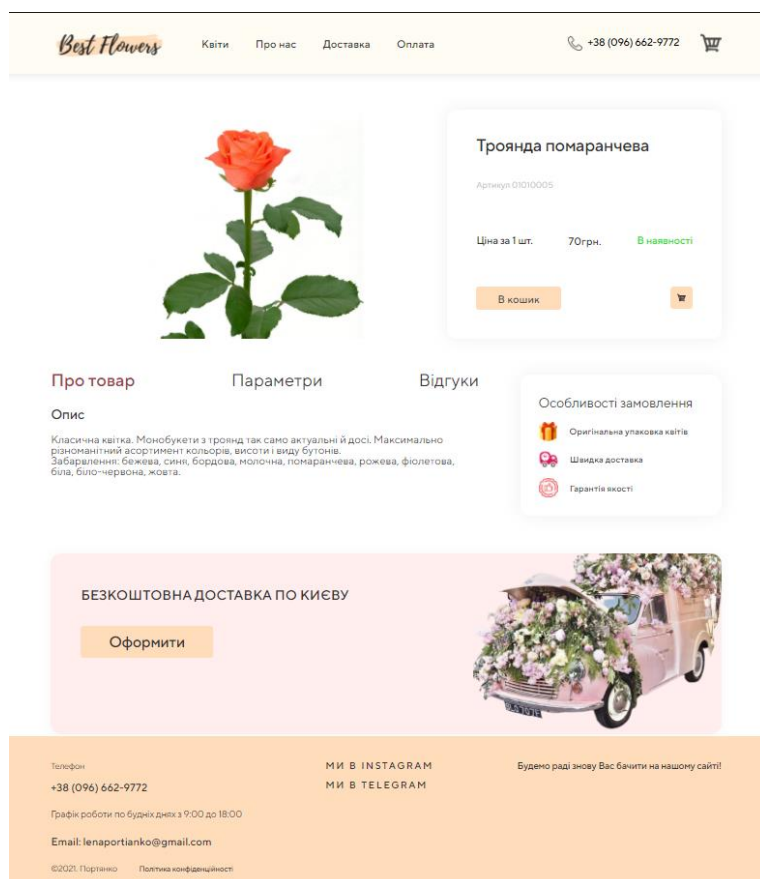 Best Flowers
Квіти Про нас Доставка Оплата
+38 (096) 662-9772
Троянда помаранчева
Артикул 01010005
Ціна за 1 шт. 70грн. В наявності
В кошик
Про товар Параметри Відгуки
Опис
Класична квітка. Монобукети з троянд так само актуальні й досі. Максимально
різноманітний асортимент кольорів, висоти і виду бутонів.
Забарвлення: бежева, синя, бордова, молочна, помаранчева, рожева, фіолетова,
біла, біло-червона, жовта.
Особливості замовлення
Оригінальна упаковка квітів
Швидка доставка
Гарантія якості
БЕЗКОШТОВНА ДОСТАВКА ПО КИЄВУ
Оформити
Телефон
+38 (096) 662-9772
Графік роботи по будніх днях з 9:00 до 18:00
Email: lenaportianko@gmail.com
©2021. Портянко Політика конфіденційності
МИ В INSTAGRAM
МИ В TELEGRAM
Будемо раді знову Вас бачити на нашому сайті!